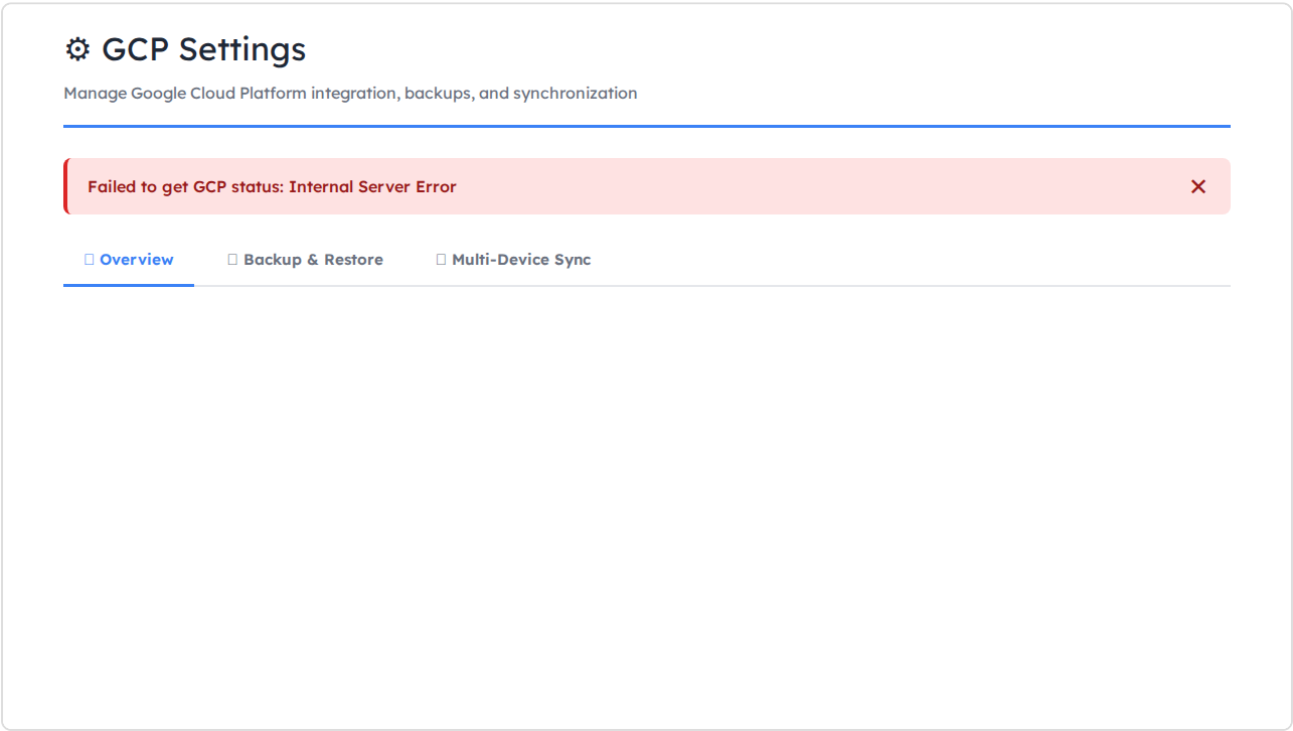 ⚙ GCP Settings
Manage Google Cloud Platform integration, backups, and synchronization
Failed to get GCP status: Internal Server Error ✕
Overview Backup & Restore Multi-Device Sync